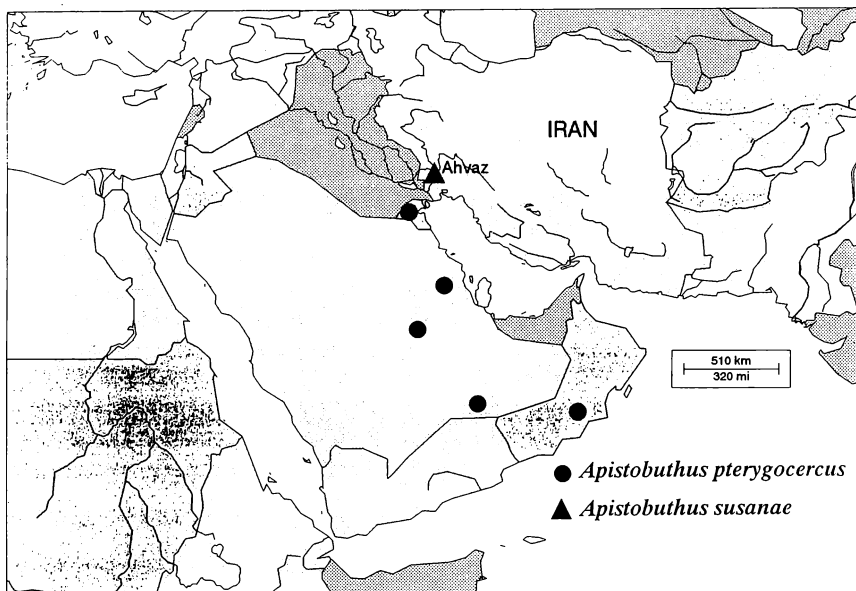 IRAN
Ahvaz
510 km
320 mi
Apistobuthus pterygocercus
Apistobuthus susanae